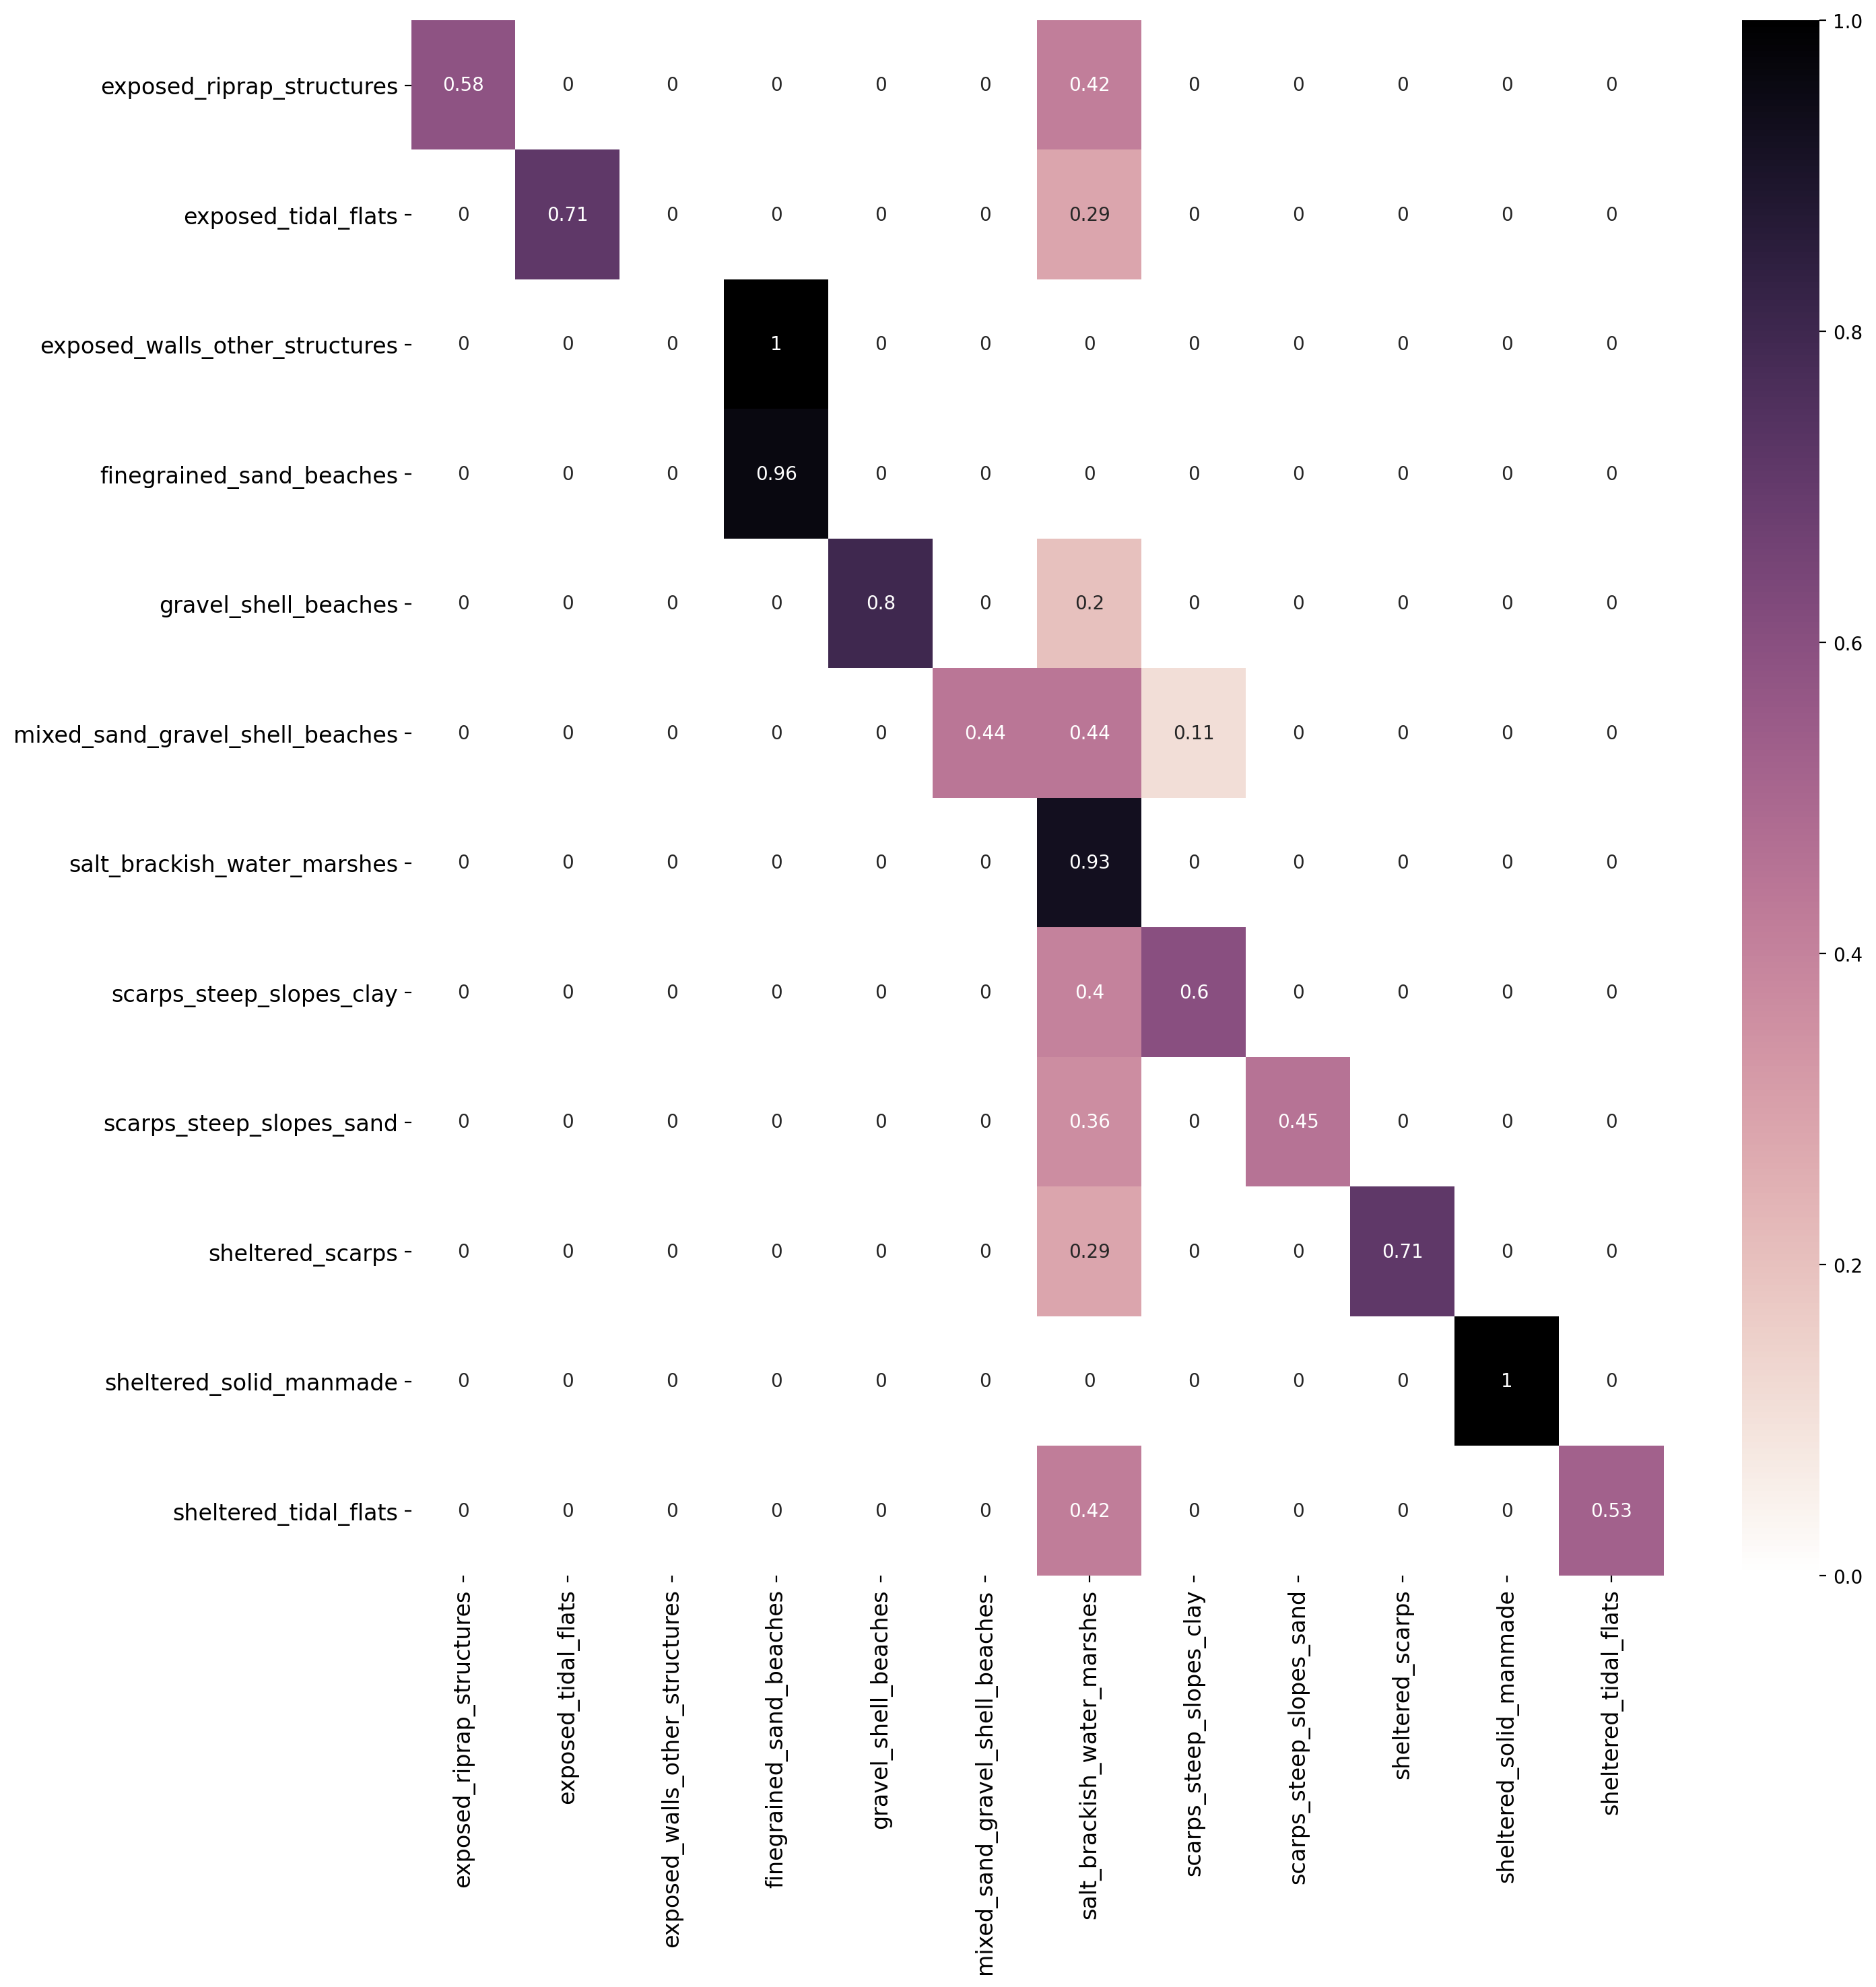 exposed_riprap_structures 0.58 0 0 0 0 0 0.42 0 0 0 0 0
exposed_tidal_flats 0 0.71 0 0 0 0 0.29 0 0 0 0 0
exposed_walls_other_structures 0 0 0 1 0 0 0 0 0 0 0 0
finegrained_sand_beaches 0 0 0 0.96 0 0 0 0 0 0 0 0
gravel_shell_beaches 0 0 0 0 0.8 0 0.2 0 0 0 0 0
mixed_sand_gravel_shell_beaches 0 0 0 0 0 0.44 0.44 0.11 0 0 0 0
salt_brackish_water_marshes 0 0 0 0 0 0 0.93 0 0 0 0 0
scarps_steep_slopes_clay 0 0 0 0 0 0 0.4 0.6 0 0 0 0
scarps_steep_slopes_sand 0 0 0 0 0 0 0.36 0 0.45 0 0 0
sheltered_scarps 0 0 0 0 0 0 0.29 0 0 0.71 0 0
sheltered_solid_manmade 0 0 0 0 0 0 0 0 0 0 1 0
sheltered_tidal_flats 0 0 0 0 0 0 0.42 0 0 0 0 0.53
exposed_riprap_structures
exposed_tidal_flats
exposed_walls_other_structures
finegrained_sand_beaches
gravel_shell_beaches
mixed_sand_gravel_shell_beaches
salt_brackish_water_marshes
scarps_steep_slopes_clay
scarps_steep_slopes_sand
sheltered_scarps
sheltered_solid_manmade
sheltered_tidal_flats
1.0
0.8
0.6
0.4
0.2
0.0